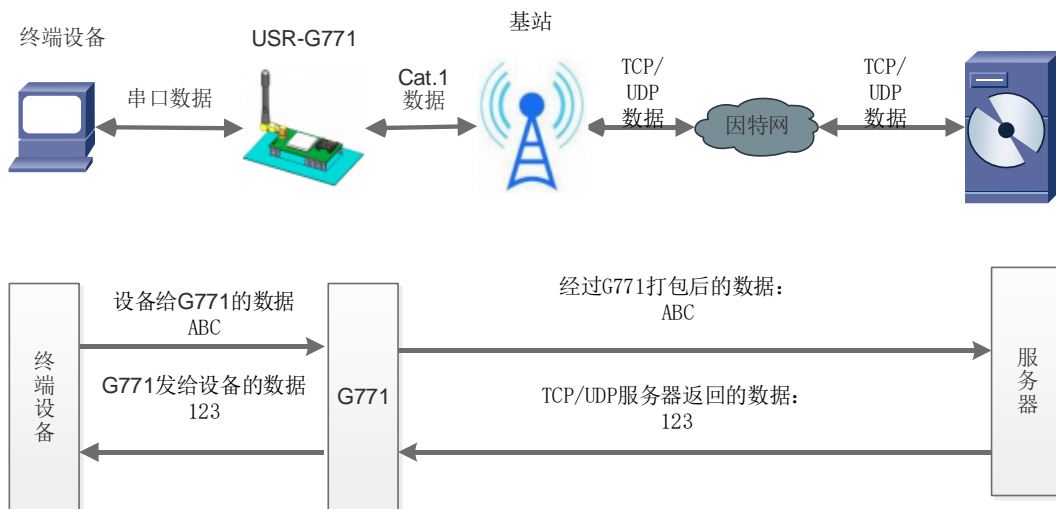 终端设备
USR-G771
基站
串口数据
Cat.1
数据
TCP/
UDP
数据
因特网
TCP/
UDP
数据
终端设备
设备给G771的数据
ABC
G771发给设备的数据
123
G771
经过G771打包后的数据:
ABC
TCP/UDP服务器返回的数据:
123
服务器